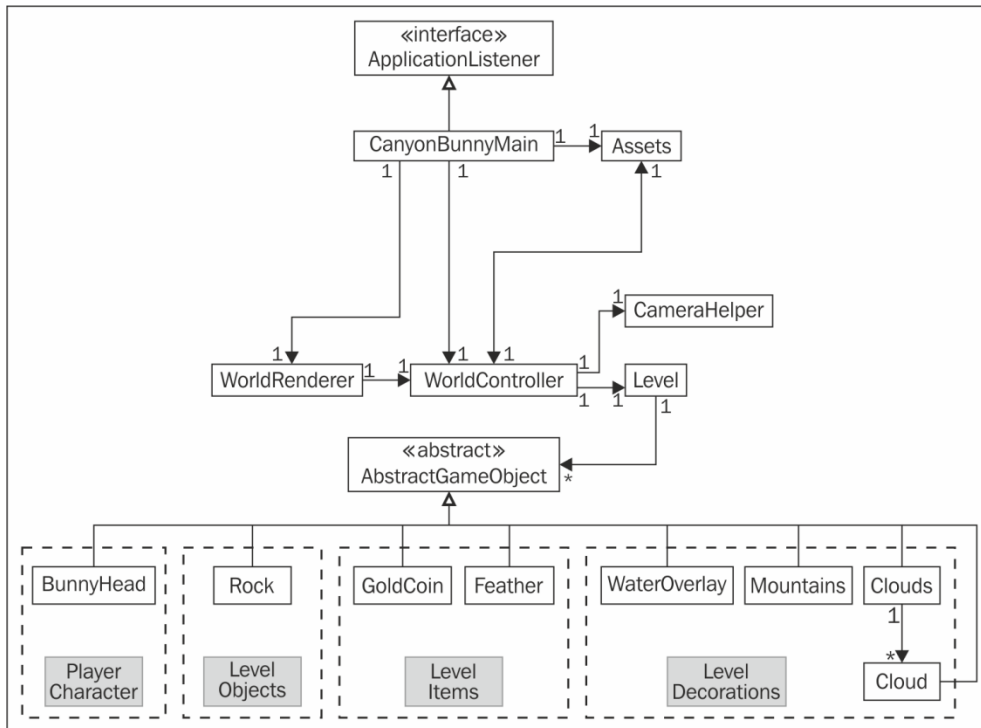 «interface»
ApplicationListener
CanyonBunnyMain
1
1
Assets
1
1
1
CameraHelper
1
1
1
1
1
WorldRenderer
1
1
WorldController
1
1
1
Level
1
«abstract»
AbstractGameObject
*
BunnyHead
Rock
GoldCoin
Feather
WaterOverlay
Mountains
Clouds
1
*
Cloud
Player
Character
Level
Objects
Level
Items
Level
Decorations